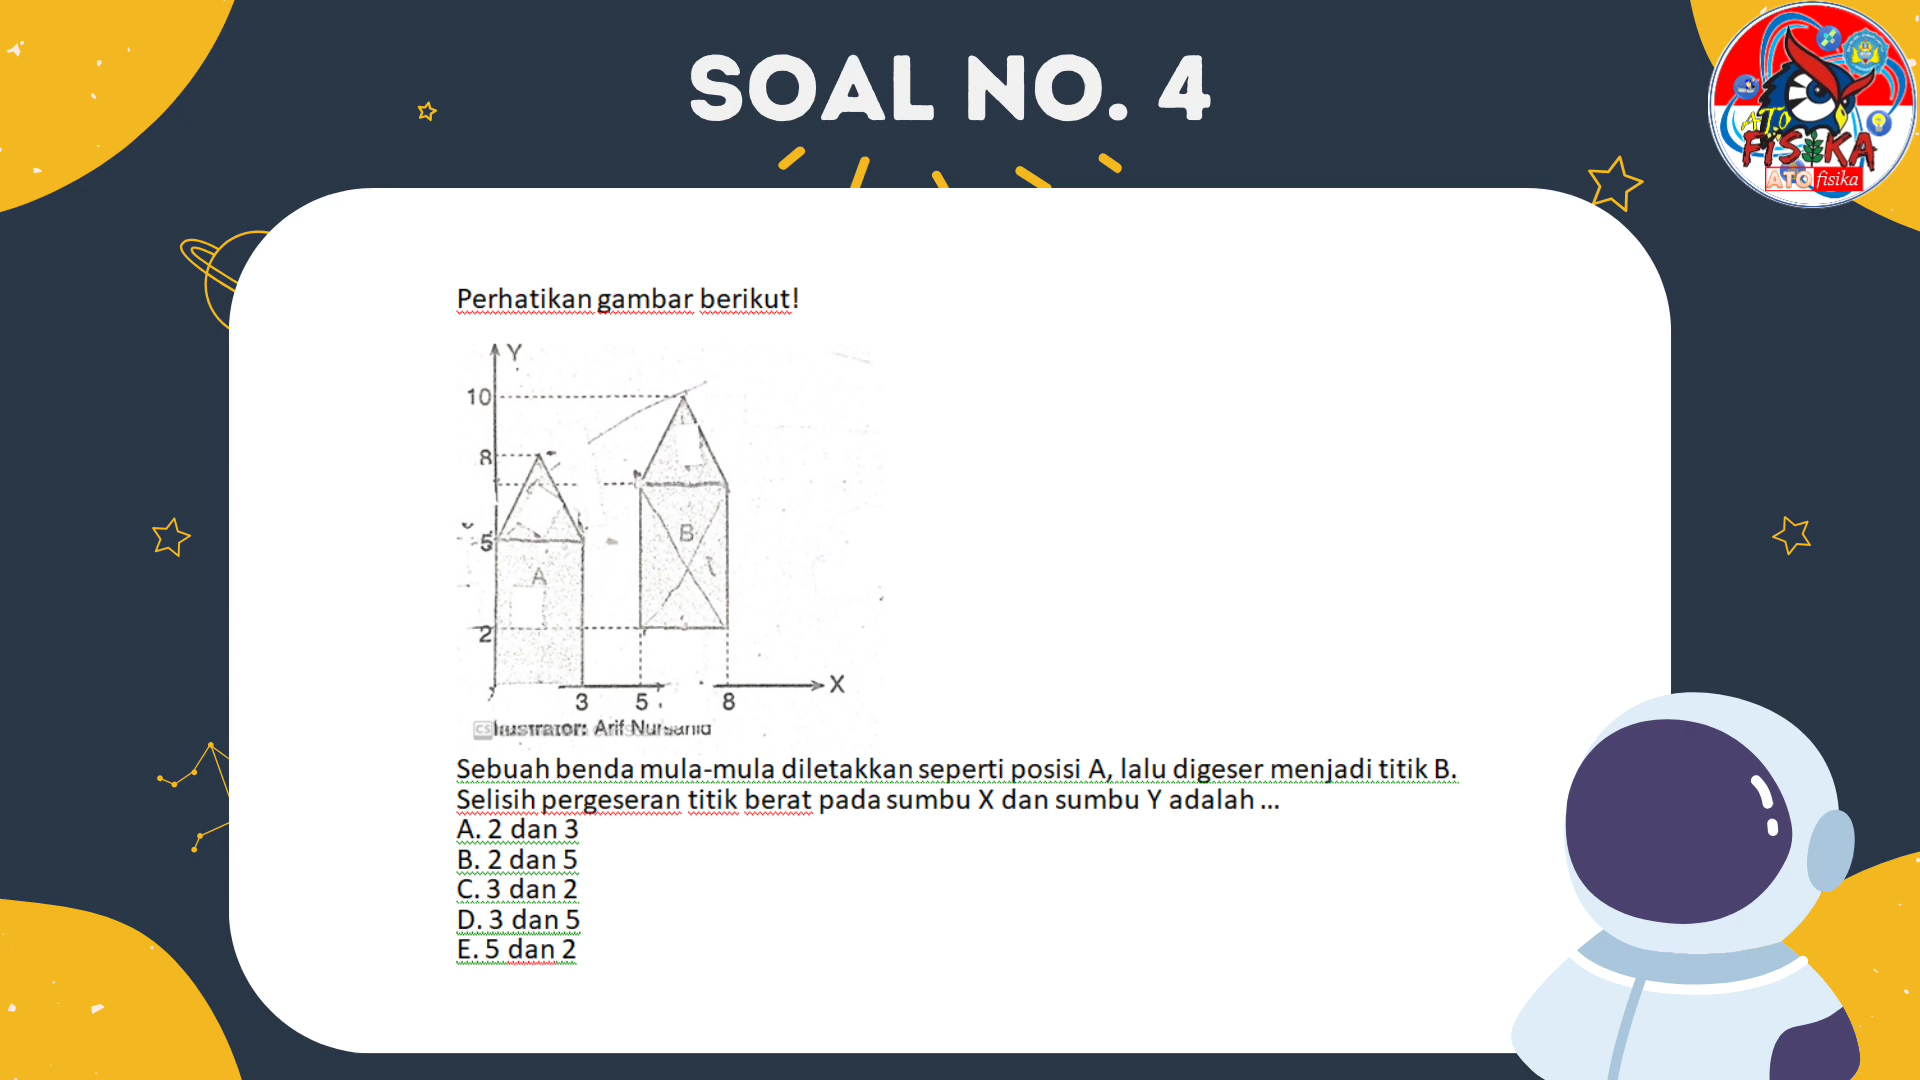 SOAL NO. 4
ATO
FISIKA
ATO fisika
Perhatikan gambar berikut!
Y
10
8
5
A
B
2
3 5 8
X
CS Ilustrator: Arif Nursahid
Sebuah benda mula-mula diletakkan seperti posisi A, lalu digeser menjadi titik B.
Selisih pergeseran titik berat pada sumbu X dan sumbu Y adalah ...
A. 2 dan 3
B. 2 dan 5
C. 3 dan 2
D. 3 dan 5
E. 5 dan 2